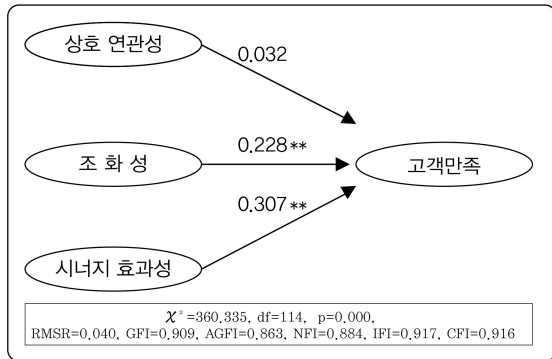 상호 연관성
0.032
조 화 성
0.228**
고객만족
0.307**
시너지 효과성
χ²=360.335, df=114, p=0.000,
RMSR=0.040, GFI=0.909, AGFI=0.863, NFI=0.884, IFI=0.917, CFI=0.916